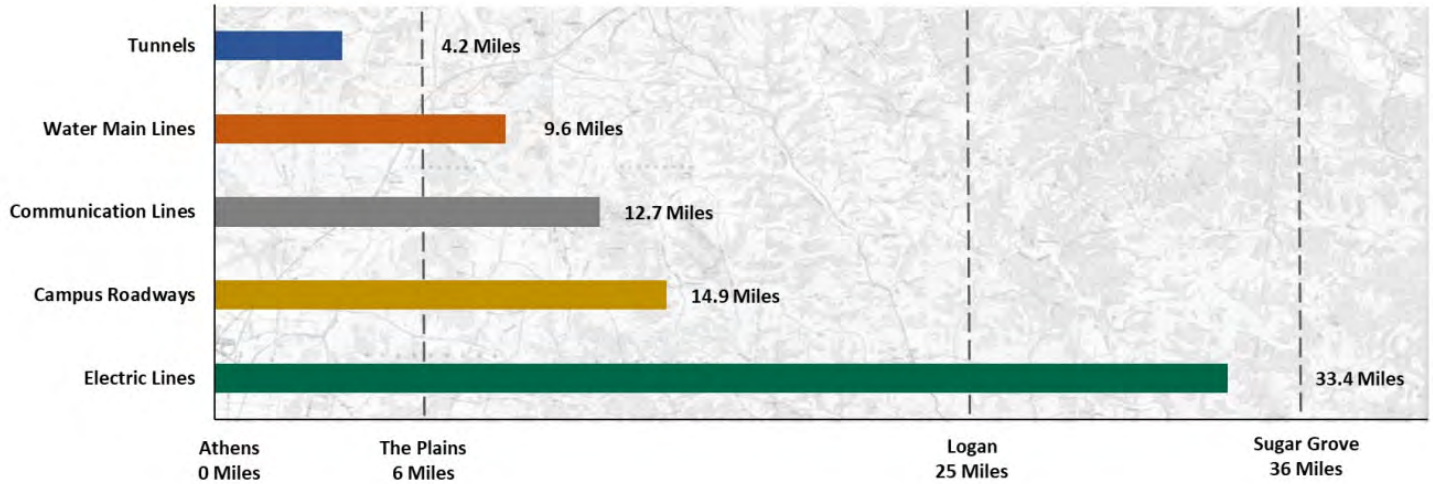 Tunnels
4.2 Miles
Water Main Lines
9.6 Miles
Communication Lines
12.7 Miles
Campus Roadways
14.9 Miles
Electric Lines
33.4 Miles
Athens
0 Miles
The Plains
6 Miles
Logan
25 Miles
Sugar Grove
36 Miles